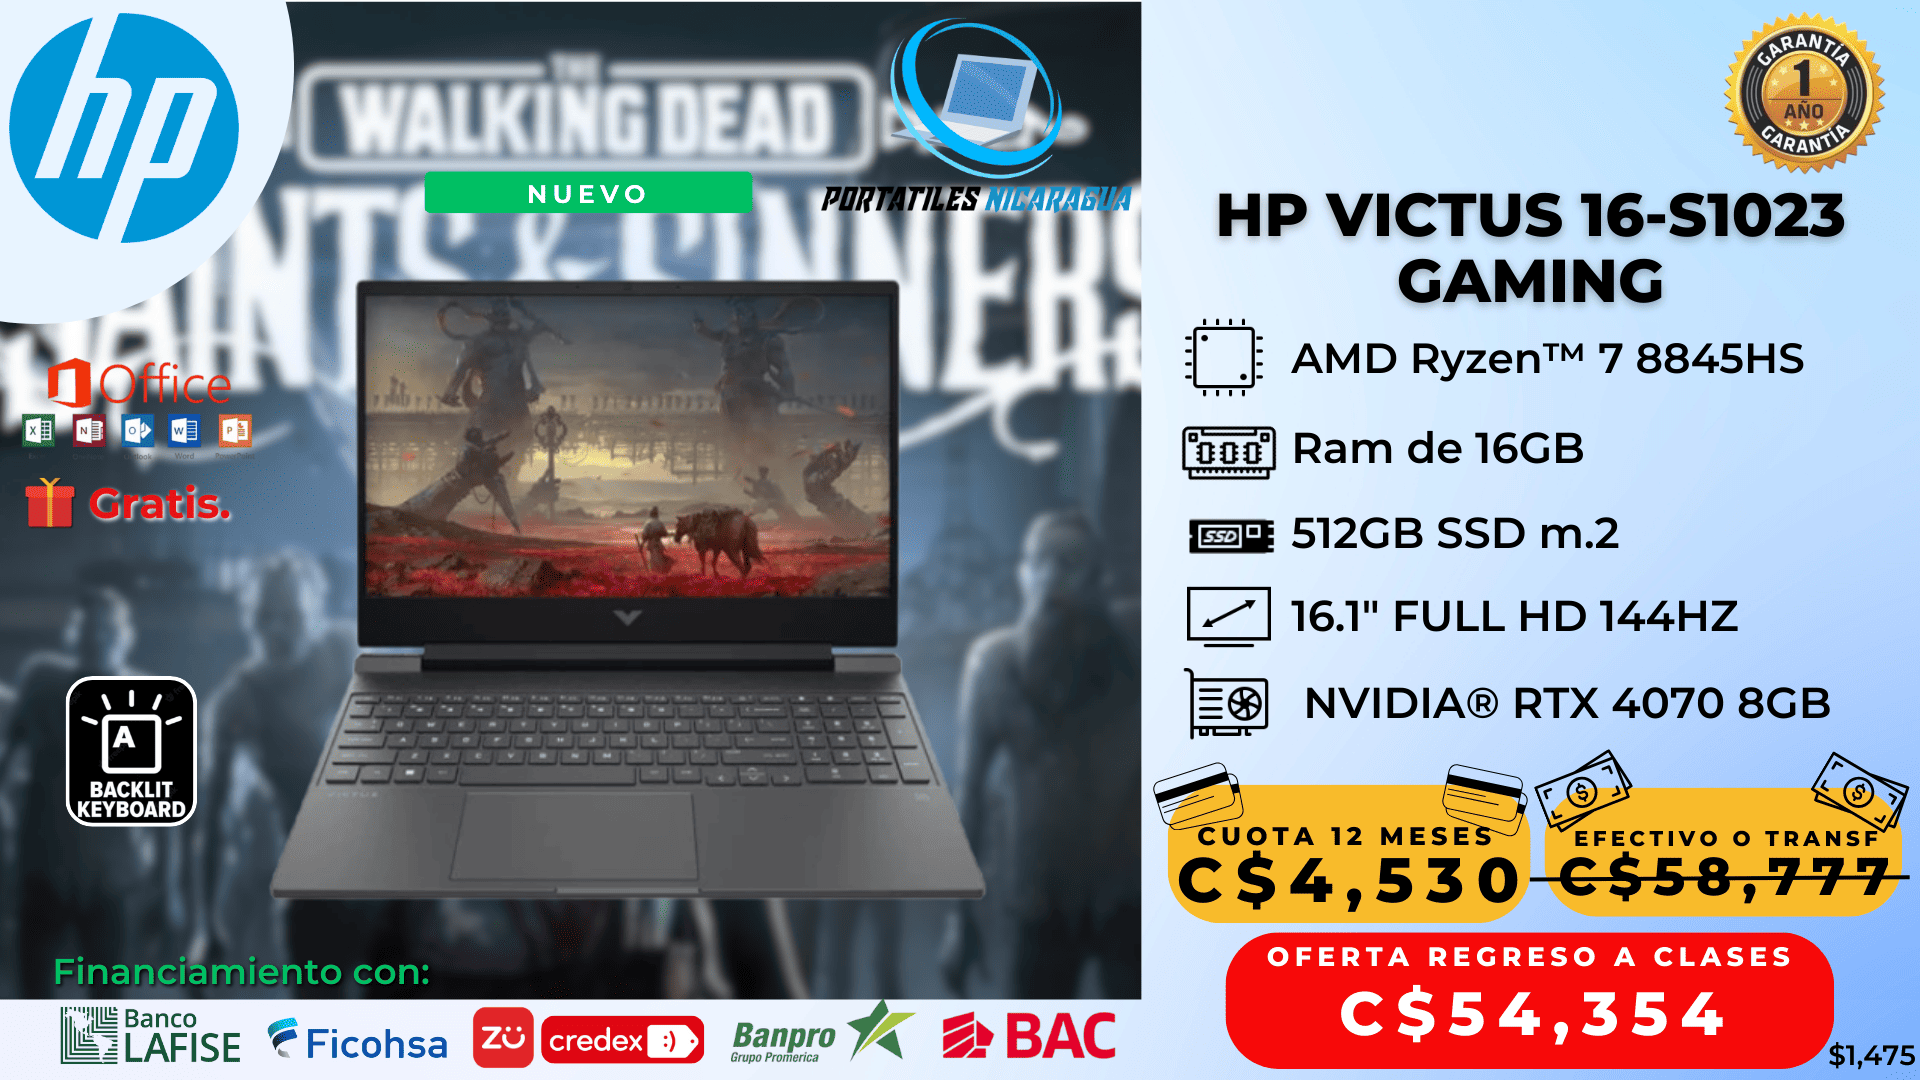 hp
THE
WALKING DEAD
SAINTS & SINNERS
NUEVO
PORTATILES NICARAGUA
Office
Word
Gratis.
A
BACKLIT
KEYBOARD
VICTUS
Financiamiento con:
Banco
LAFISE
Ficohsa
zü
credex
Banpro
Grupo Promerica
BAC
GARANTÍA
1
AÑO
GARANTÍA
HP VICTUS 16-S1023
GAMING
AMD Ryzen™ 7 8845HS
Ram de 16GB
SSD
512GB SSD m.2
16.1" FULL HD 144HZ
NVIDIA® RTX 4070 8GB
CUOTA 12 MESES
C$4,530
EFECTIVO O TRANSF
C$58,777
OFERTA REGRESO A CLASES
C$54,354
$1,475